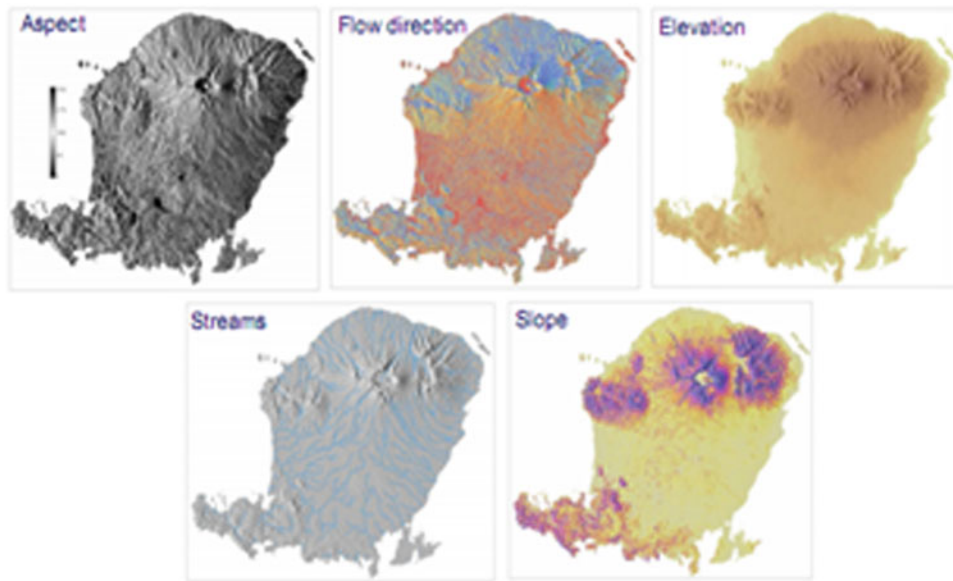 Aspect
Flow direction
Elevation
Streams
Slope